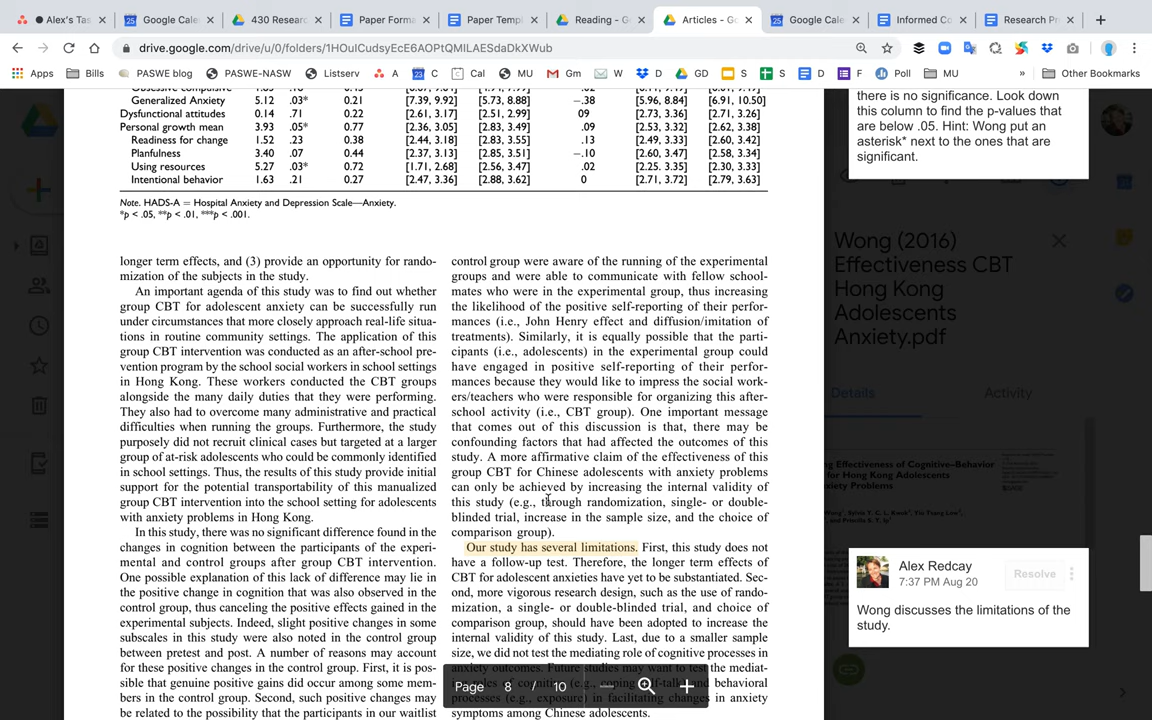 Alex's Tas
Google Cale
430 Resear
Paper Forma
Paper Templ
Reading - Go
Articles - Go
Google Cale
Informed Co
Research Pr
drive.google.com/drive/u/0/folders/1HOulCudsyEcE6AOPtQMILAESdaDkXWub
Apps
Bills
PASWE blog
PASWE-NASW
Listserv
A
C
Cal
MU
Gm
W
D
GD
S
S
D
F
Poll
MU
»
Other Bookmarks
Generalized Anxiety 5.12 .03* 0.21 [7.39, 9.92] [5.73, 8.88] −.38 [5.96, 8.84] [6.91, 10.50]
Dysfunctional attitudes 0.14 .71 0.22 [2.61, 3.17] [2.51, 2.99] 09 [2.73, 3.36] [2.71, 3.26]
Personal growth mean 3.93 .05* 0.77 [2.36, 3.05] [2.83, 3.49] .09 [2.53, 3.32] [2.62, 3.38]
Readiness for change 1.52 .23 0.38 [2.44, 3.18] [2.83, 3.55] .13 [2.49, 3.33] [2.60, 3.42]
Planfulness 3.40 .07 0.44 [2.37, 3.13] [2.85, 3.51] −.10 [2.60, 3.47] [2.58, 3.34]
Using resources 5.27 .03* 0.72 [1.71, 2.68] [2.56, 3.47] .02 [2.25, 3.35] [2.30, 3.33]
Intentional behavior 1.63 .21 0.27 [2.47, 3.36] [2.88, 3.62] 0 [2.71, 3.72] [2.79, 3.63]
Note. HADS-A = Hospital Anxiety and Depression Scale—Anxiety.
*p < .05, **p < .01, ***p < .001.
longer term effects, and (3) provide an opportunity for rando-
mization of the subjects in the study.
An important agenda of this study was to find out whether
group CBT for adolescent anxiety can be successfully run
under circumstances that more closely approach real-life situa-
tions in routine community settings. The application of this
group CBT intervention was conducted as an after-school pre-
vention program by the school social workers in school settings
in Hong Kong. These workers conducted the CBT groups
alongside the many daily duties that they were performing.
They also had to overcome many administrative and practical
difficulties when running the groups. Furthermore, the study
purposely did not recruit clinical cases but targeted at a larger
group of at-risk adolescents who could be commonly identified
in school settings. Thus, the results of this study provide initial
support for the potential transportability of this manualized
group CBT intervention into the school setting for adolescents
with anxiety problems in Hong Kong.
In this study, there was no significant difference found in the
changes in cognition between the participants of the experi-
mental and control groups after group CBT intervention.
One possible explanation of this lack of difference may lie in
the positive change in cognition that was also observed in the
control group, thus canceling the positive effects gained in the
experimental subjects. Indeed, slight positive changes in some
subscales in this study were also noted in the control group
between pretest and post. A number of reasons may account
for these positive changes in the control group. First, it is pos-
sible that genuine positive gains did occur among some mem-
bers in the control group. Second, such positive changes may
be related to the possibility that the participants in our waitlist
control group were aware of the running of the experimental
groups and were able to communicate with fellow school-
mates who were in the experimental group, thus increasing
the likelihood of the positive self-reporting of their perfor-
mances (i.e., John Henry effect and diffusion/imitation of
treatments). Similarly, it is equally possible that the parti-
cipants (i.e., adolescents) in the experimental group could
have engaged in positive self-reporting of their perfor-
mances because they would like to impress the social work-
ers/teachers who were responsible for organizing this after-
school activity (i.e., CBT group). One important message
that comes out of this discussion is that, there may be
confounding factors that had affected the outcomes of this
study. A more affirmative claim of the effectiveness of this
group CBT for Chinese adolescents with anxiety problems
can only be achieved by increasing the internal validity of
this study (e.g., through randomization, single- or double-
blinded trial, increase in the sample size, and the choice of
comparison group).
Our study has several limitations. First, this study does not
have a follow-up test. Therefore, the longer term effects of
CBT for adolescent anxieties have yet to be substantiated. Sec-
ond, more vigorous research design, such as the use of rando-
mization, a single- or double-blinded trial, and choice of
comparison group, should have been adopted to increase the
internal validity of this study. Last, due to a smaller sample
size, we did not test the mediating role of cognitive processes in
anxiety outcomes. Future studies may want to test the mediat-
ing roles of cognitive (e.g., coping self-talk) and behavioral
processes (e.g., exposure) in facilitating changes in anxiety
symptoms among Chinese adolescents.
Page 8 / 10
there is no significance. Look down
this column to find the p-values that
are below .05. Hint: Wong put an
asterisk* next to the ones that are
significant.
Wong (2016)
Effectiveness CBT
Hong Kong
Adolescents
Anxiety.pdf
Details
Activity
Alex Redcay
7:37 PM Aug 20
Resolve
Wong discusses the limitations of the
study.